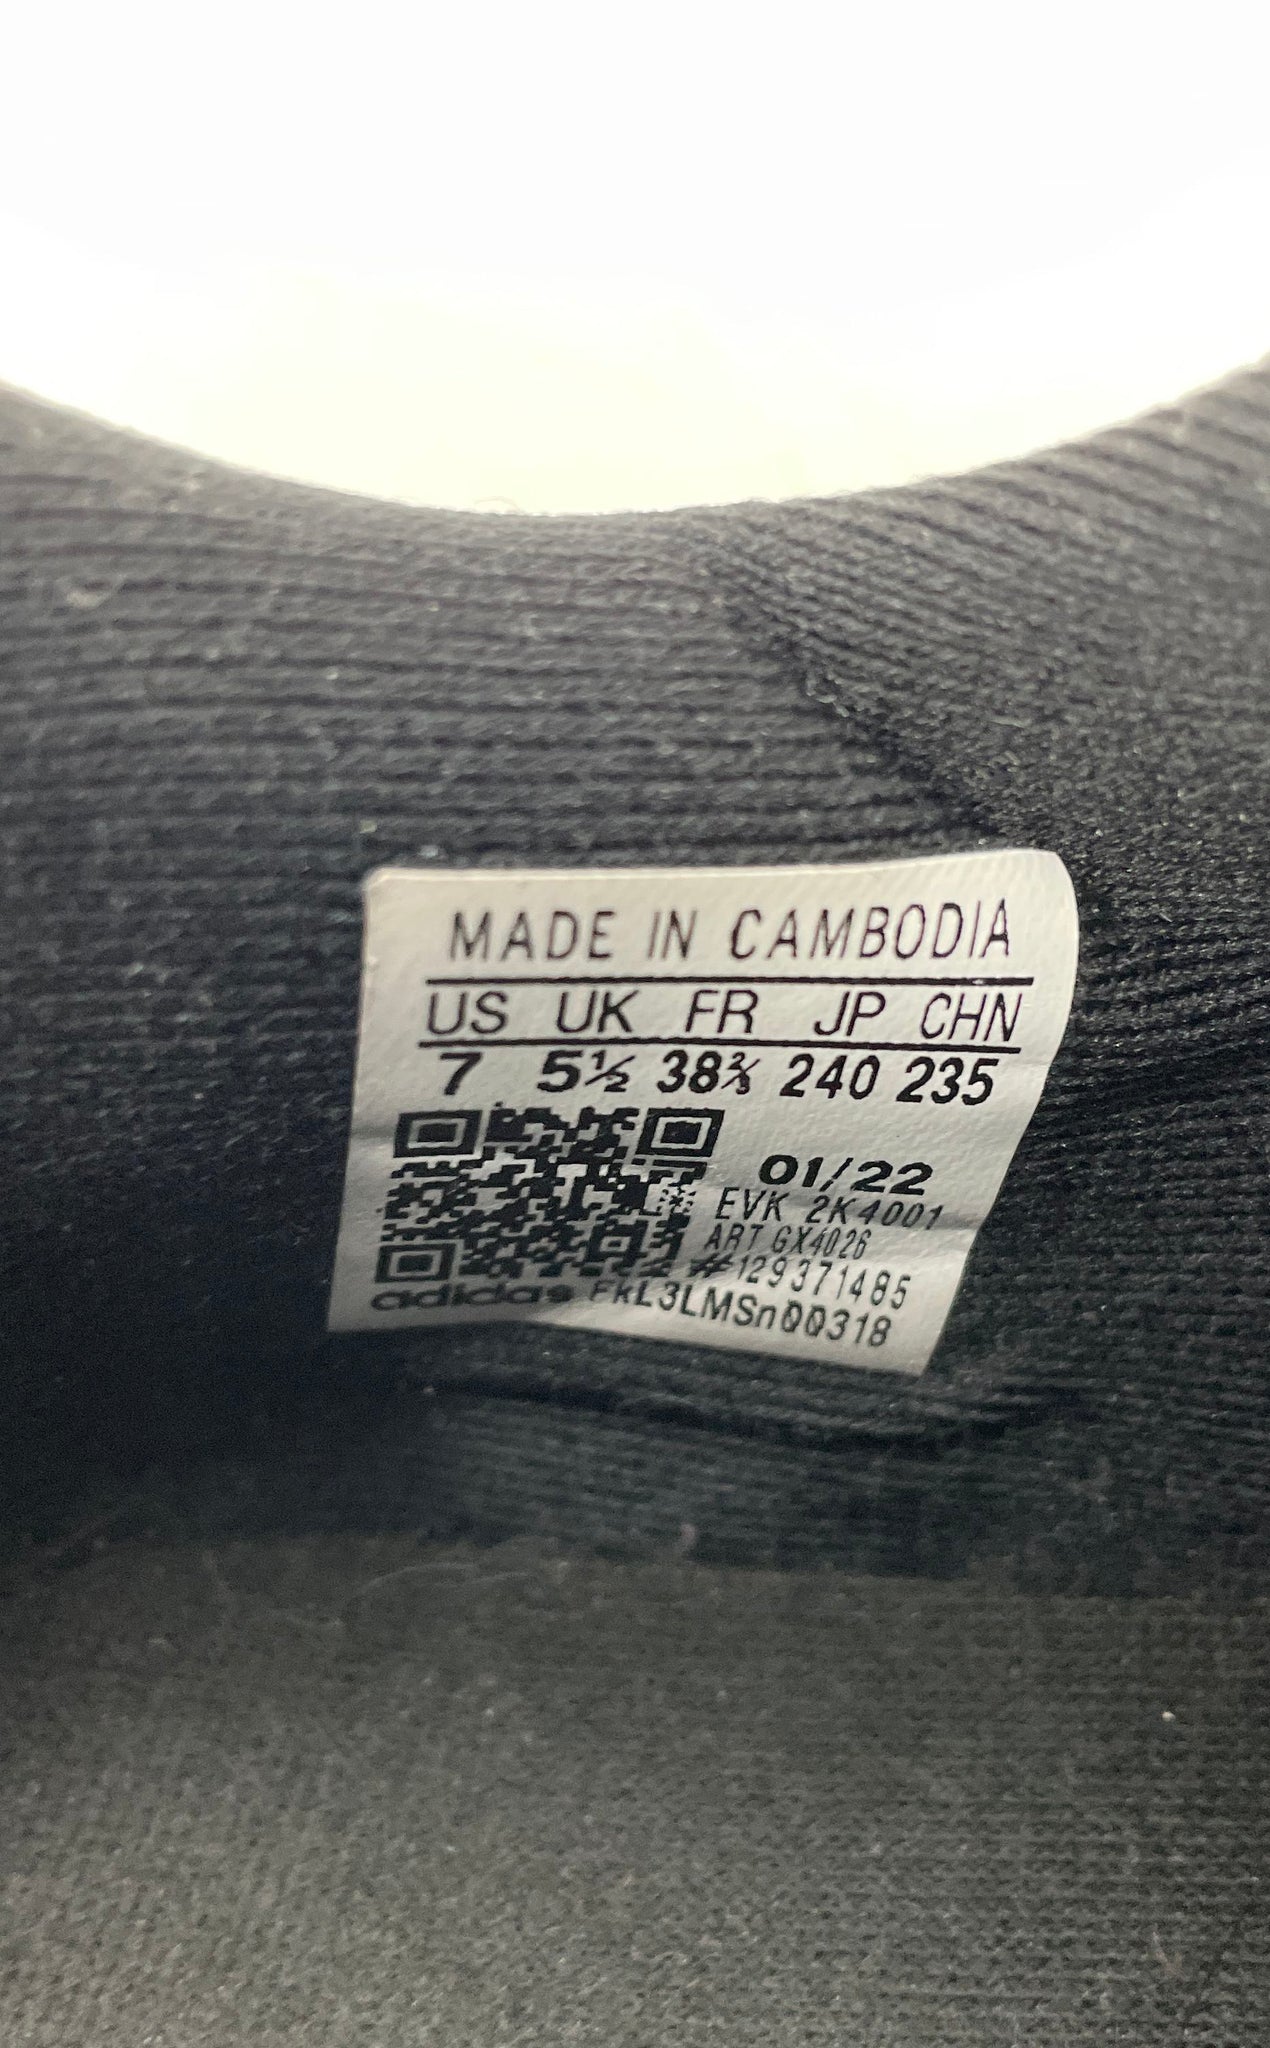 MADE IN CAMBODIA
US UK FR JP CHN
7 5½ 38⅔ 240 235
01/22
EVK 2K4001
ART GX4026
#129371485
adidas FkL3LMSn00318